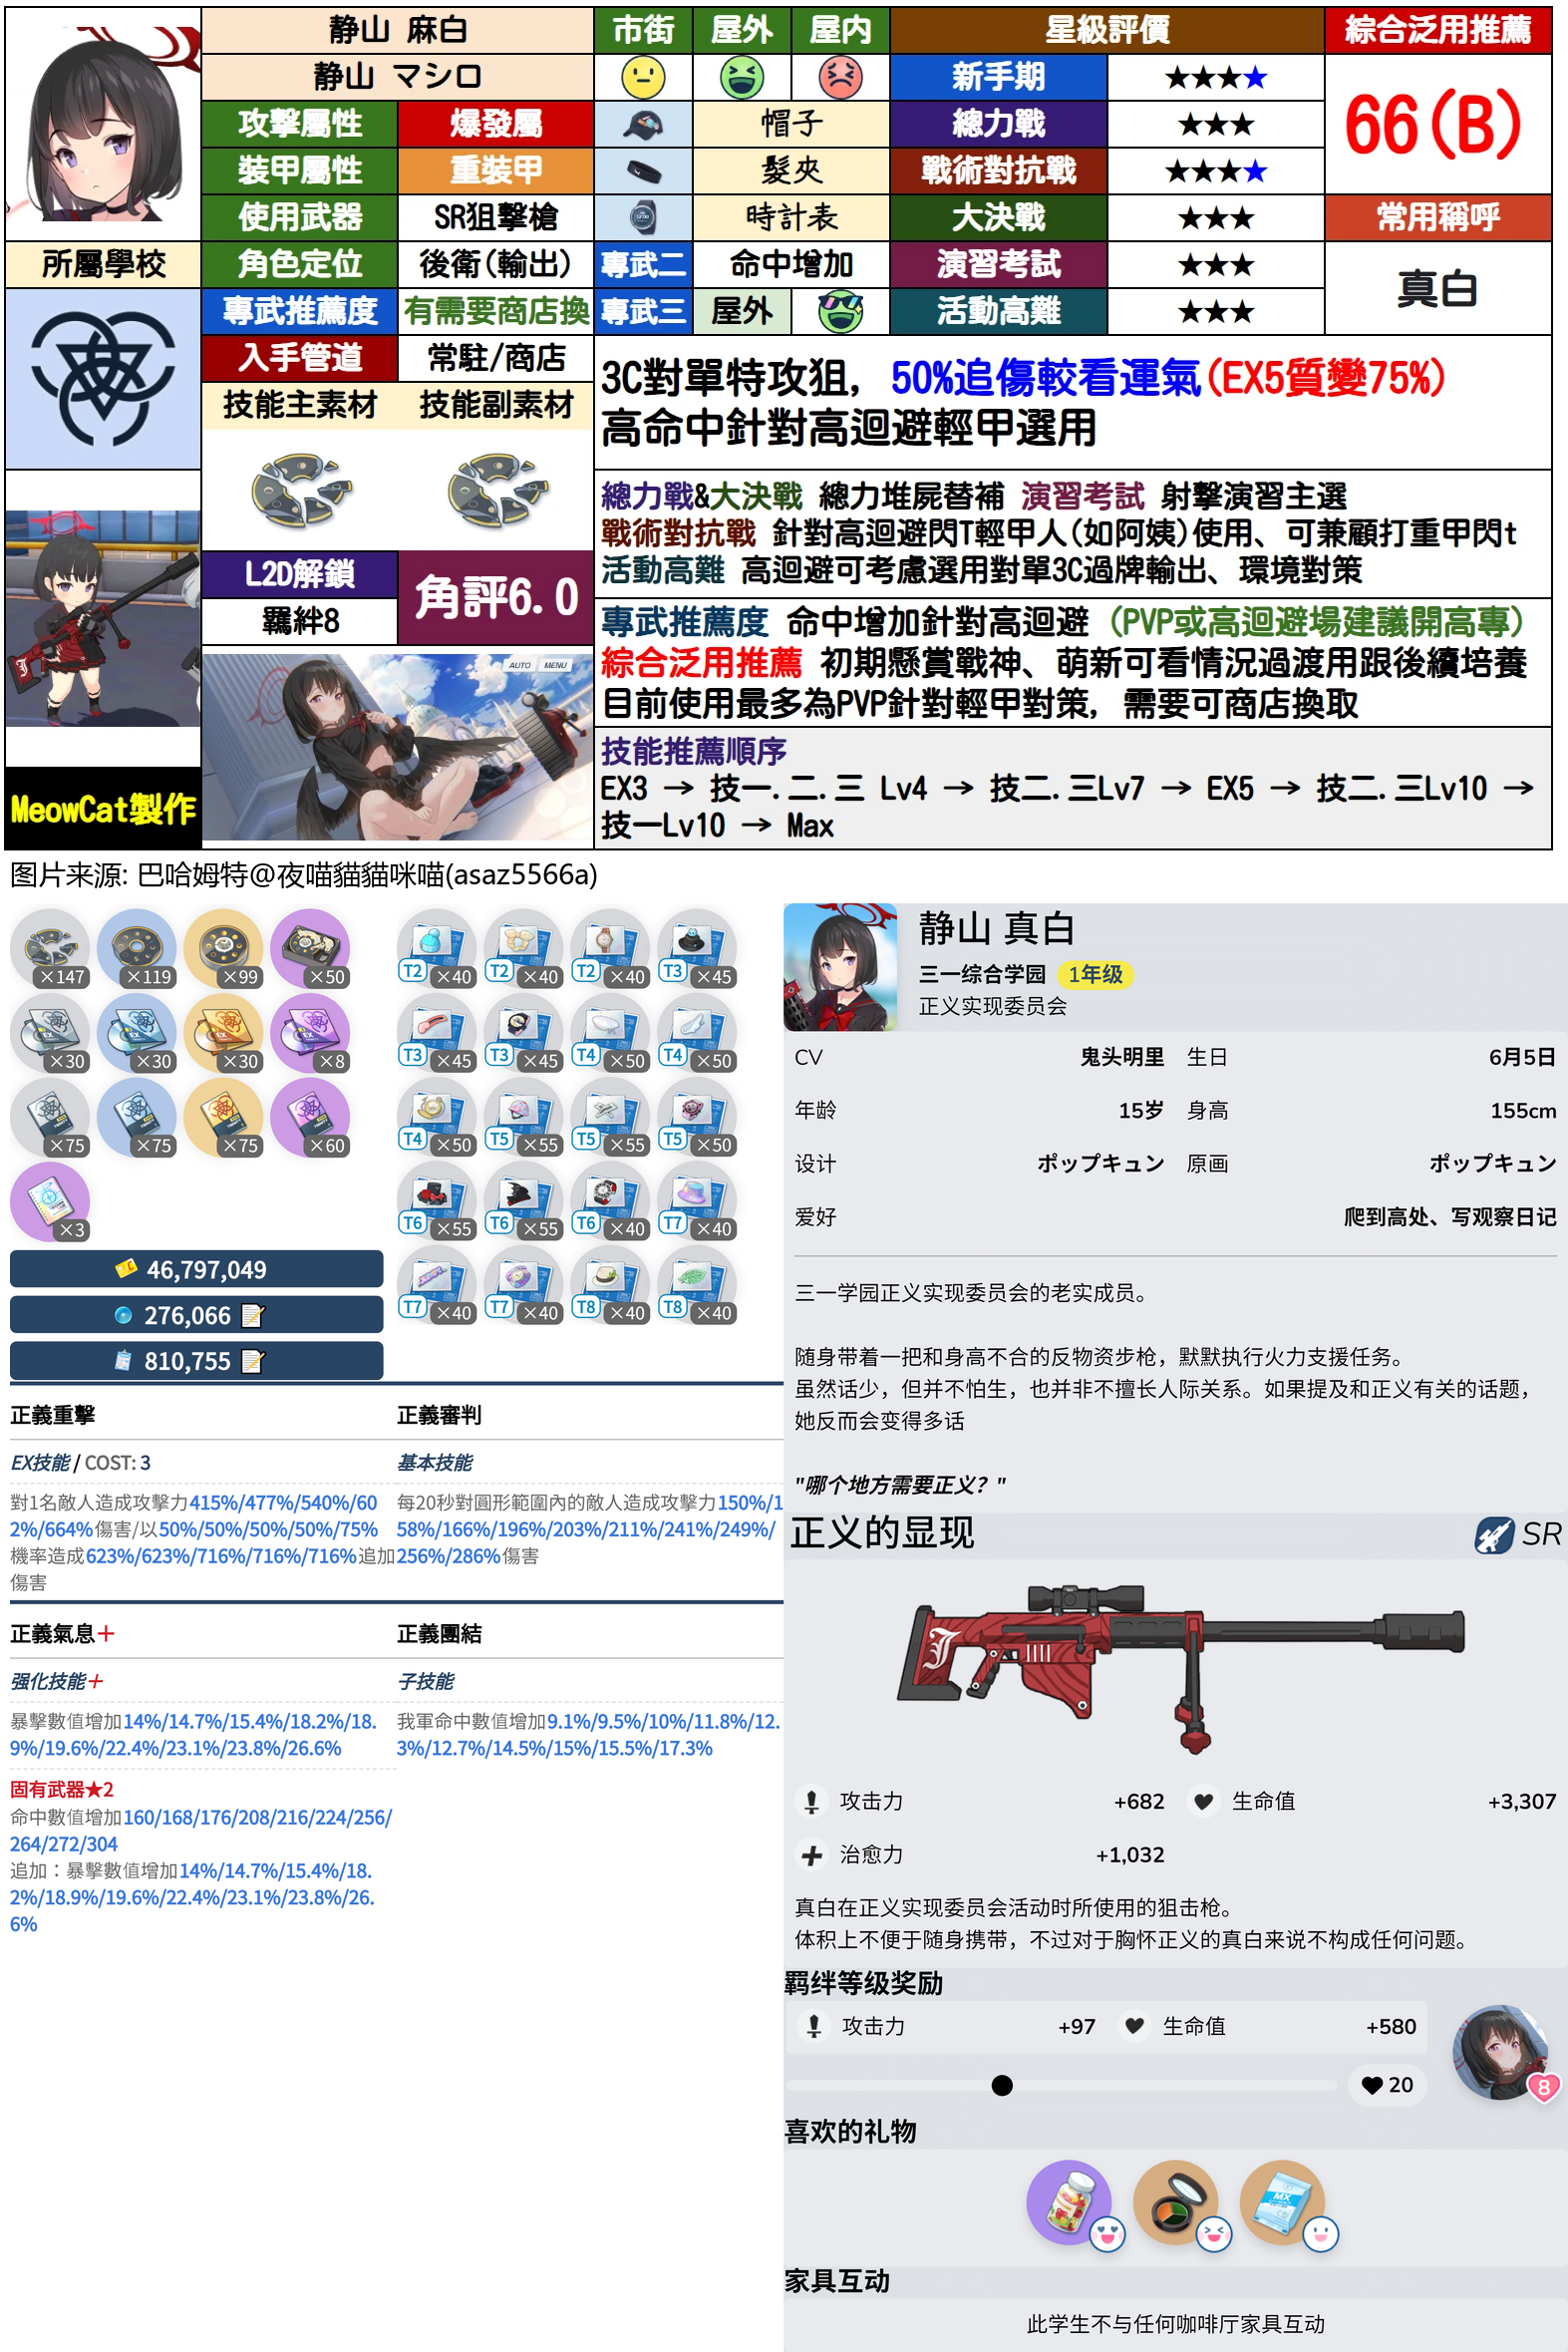 静山 麻白
静山 マシロ
市街 屋外 屋内
星級評價
綜合泛用推薦
新手期 ★★★★
66(B)
攻擊屬性 爆發屬
帽子
總力戰 ★★★
裝甲屬性 重裝甲
髮夾
戰術對抗戰 ★★★★
使用武器 SR狙擊槍
時計表
大決戰 ★★★
常用稱呼
所屬學校
角色定位 後衛(輸出)
專武二 命中增加
演習考試 ★★★
真白
專武推薦度 有需要商店換
專武三 屋外
活動高難 ★★★
入手管道 常駐/商店
技能主素材 技能副素材
3C對單特攻狙, 50%追傷較看運氣(EX5質變75%)
高命中針對高迴避輕甲選用
總力戰&大決戰 總力堆屍替補 演習考試 射擊演習主選
戰術對抗戰 針對高迴避閃T輕甲人(如阿姨)使用、可兼顧打重甲閃t
活動高難 高迴避可考慮選用對單3C過牌輸出、環境對策
L2D解鎖
羈絆8
角評6.0
專武推薦度 命中增加針對高迴避 (PVP或高迴避場建議開高專)
綜合泛用推薦 初期懸賞戰神、萌新可看情況過渡用跟後續培養
目前使用最多為PVP針對輕甲對策, 需要可商店換取
AUTO MENU
技能推薦順序
EX3 → 技一.二.三 Lv4 → 技二.三Lv7 → EX5 → 技二.三Lv10 →
技一Lv10 → Max
MeowCat製作
图片来源: 巴哈姆特@夜喵貓貓咪喵(asaz5566a)
×147 ×119 ×99 ×50
×30 ×30 ×30 ×8
×75 ×75 ×75 ×60
×3
46,797,049
276,066
810,755
T2 ×40 T2 ×40 T2 ×40 T3 ×45
T3 ×45 T3 ×45 T4 ×50 T4 ×50
T4 ×50 T5 ×55 T5 ×55 T5 ×50
T6 ×55 T6 ×55 T6 ×40 T7 ×40
T7 ×40 T7 ×40 T8 ×40 T8 ×40
正義重擊
EX技能 / COST: 3
對1名敵人造成攻擊力415%/477%/540%/60
2%/664%傷害/以50%/50%/50%/50%/75%
機率造成623%/623%/716%/716%/716%追加
傷害
正義審判
基本技能
每20秒對圓形範圍內的敵人造成攻擊力150%/1
58%/166%/196%/203%/211%/241%/249%/
256%/286%傷害
正義氣息+
强化技能+
暴擊數值增加14%/14.7%/15.4%/18.2%/18.
9%/19.6%/22.4%/23.1%/23.8%/26.6%
固有武器★2
命中數值增加160/168/176/208/216/224/256/
264/272/304
追加：暴擊數值增加14%/14.7%/15.4%/18.
2%/18.9%/19.6%/22.4%/23.1%/23.8%/26.
6%
正義團結
子技能
我軍命中數值增加9.1%/9.5%/10%/11.8%/12.
3%/12.7%/14.5%/15%/15.5%/17.3%
静山 真白
三一综合学园 1年级
正义实现委员会
CV 鬼头明里 生日 6月5日
年龄 15岁 身高 155cm
设计 ポップキュン 原画 ポップキュン
爱好 爬到高处、写观察日记
三一学园正义实现委员会的老实成员。
随身带着一把和身高不合的反物资步枪，默默执行火力支援任务。
虽然话少，但并不怕生，也并非不擅长人际关系。如果提及和正义有关的话题，
她反而会变得多话
"哪个地方需要正义？"
正义的显现 SR
攻击力 +682 生命值 +3,307
治愈力 +1,032
真白在正义实现委员会活动时所使用的狙击枪。
体积上不便于随身携带，不过对于胸怀正义的真白来说不构成任何问题。
羁绊等级奖励
攻击力 +97 生命值 +580
20
8
喜欢的礼物
MX
家具互动
此学生不与任何咖啡厅家具互动